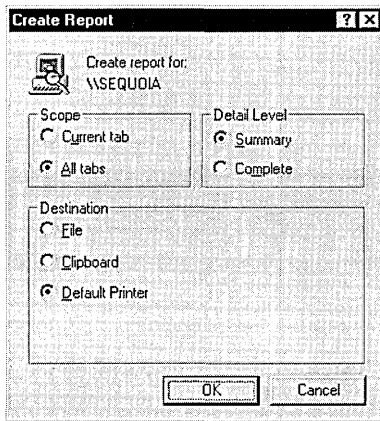 Create Report
Create report for:
\\SEQUOIA
Scope
Current tab
All tabs
Detail Level
Summary
Complete
Destination
File
Clipboard
Default Printer
OK
Cancel